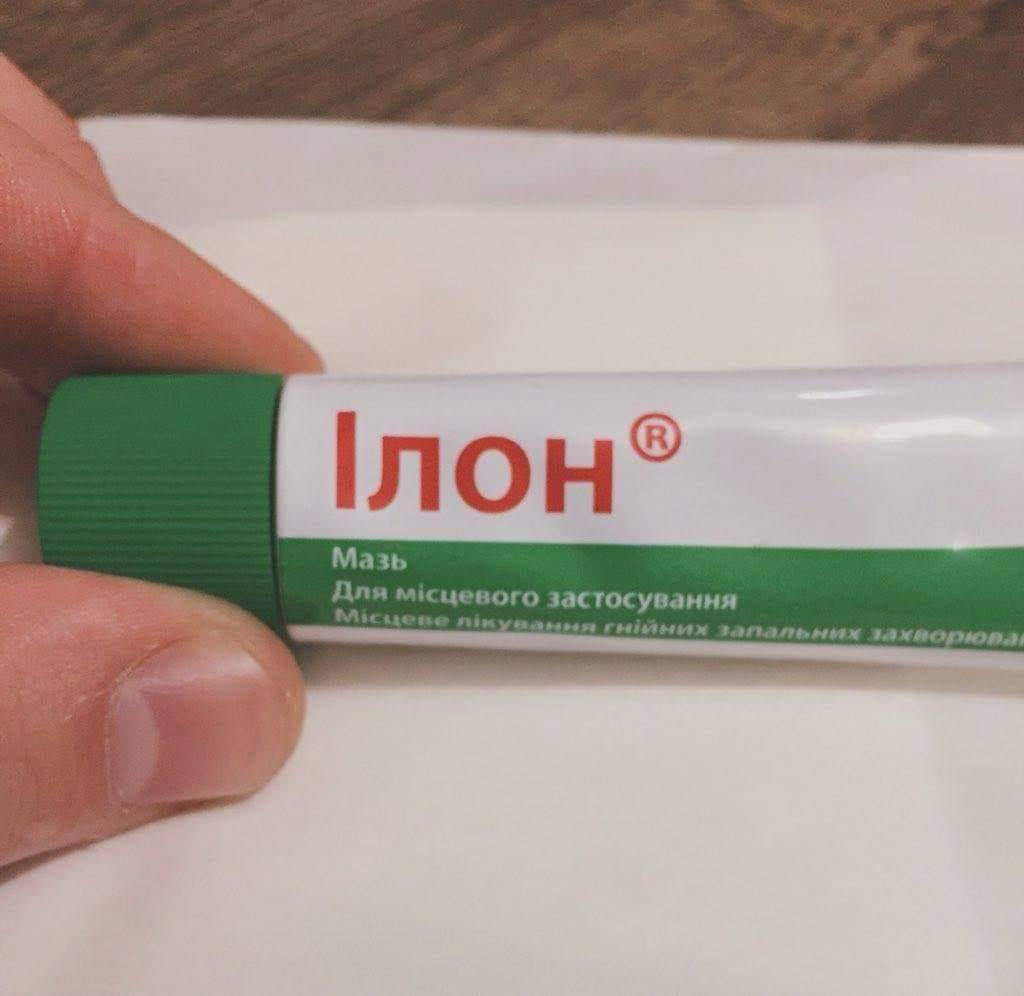 Ілон®
Мазь
Для місцевого застосування
Місцеве лікування гнійних запальних